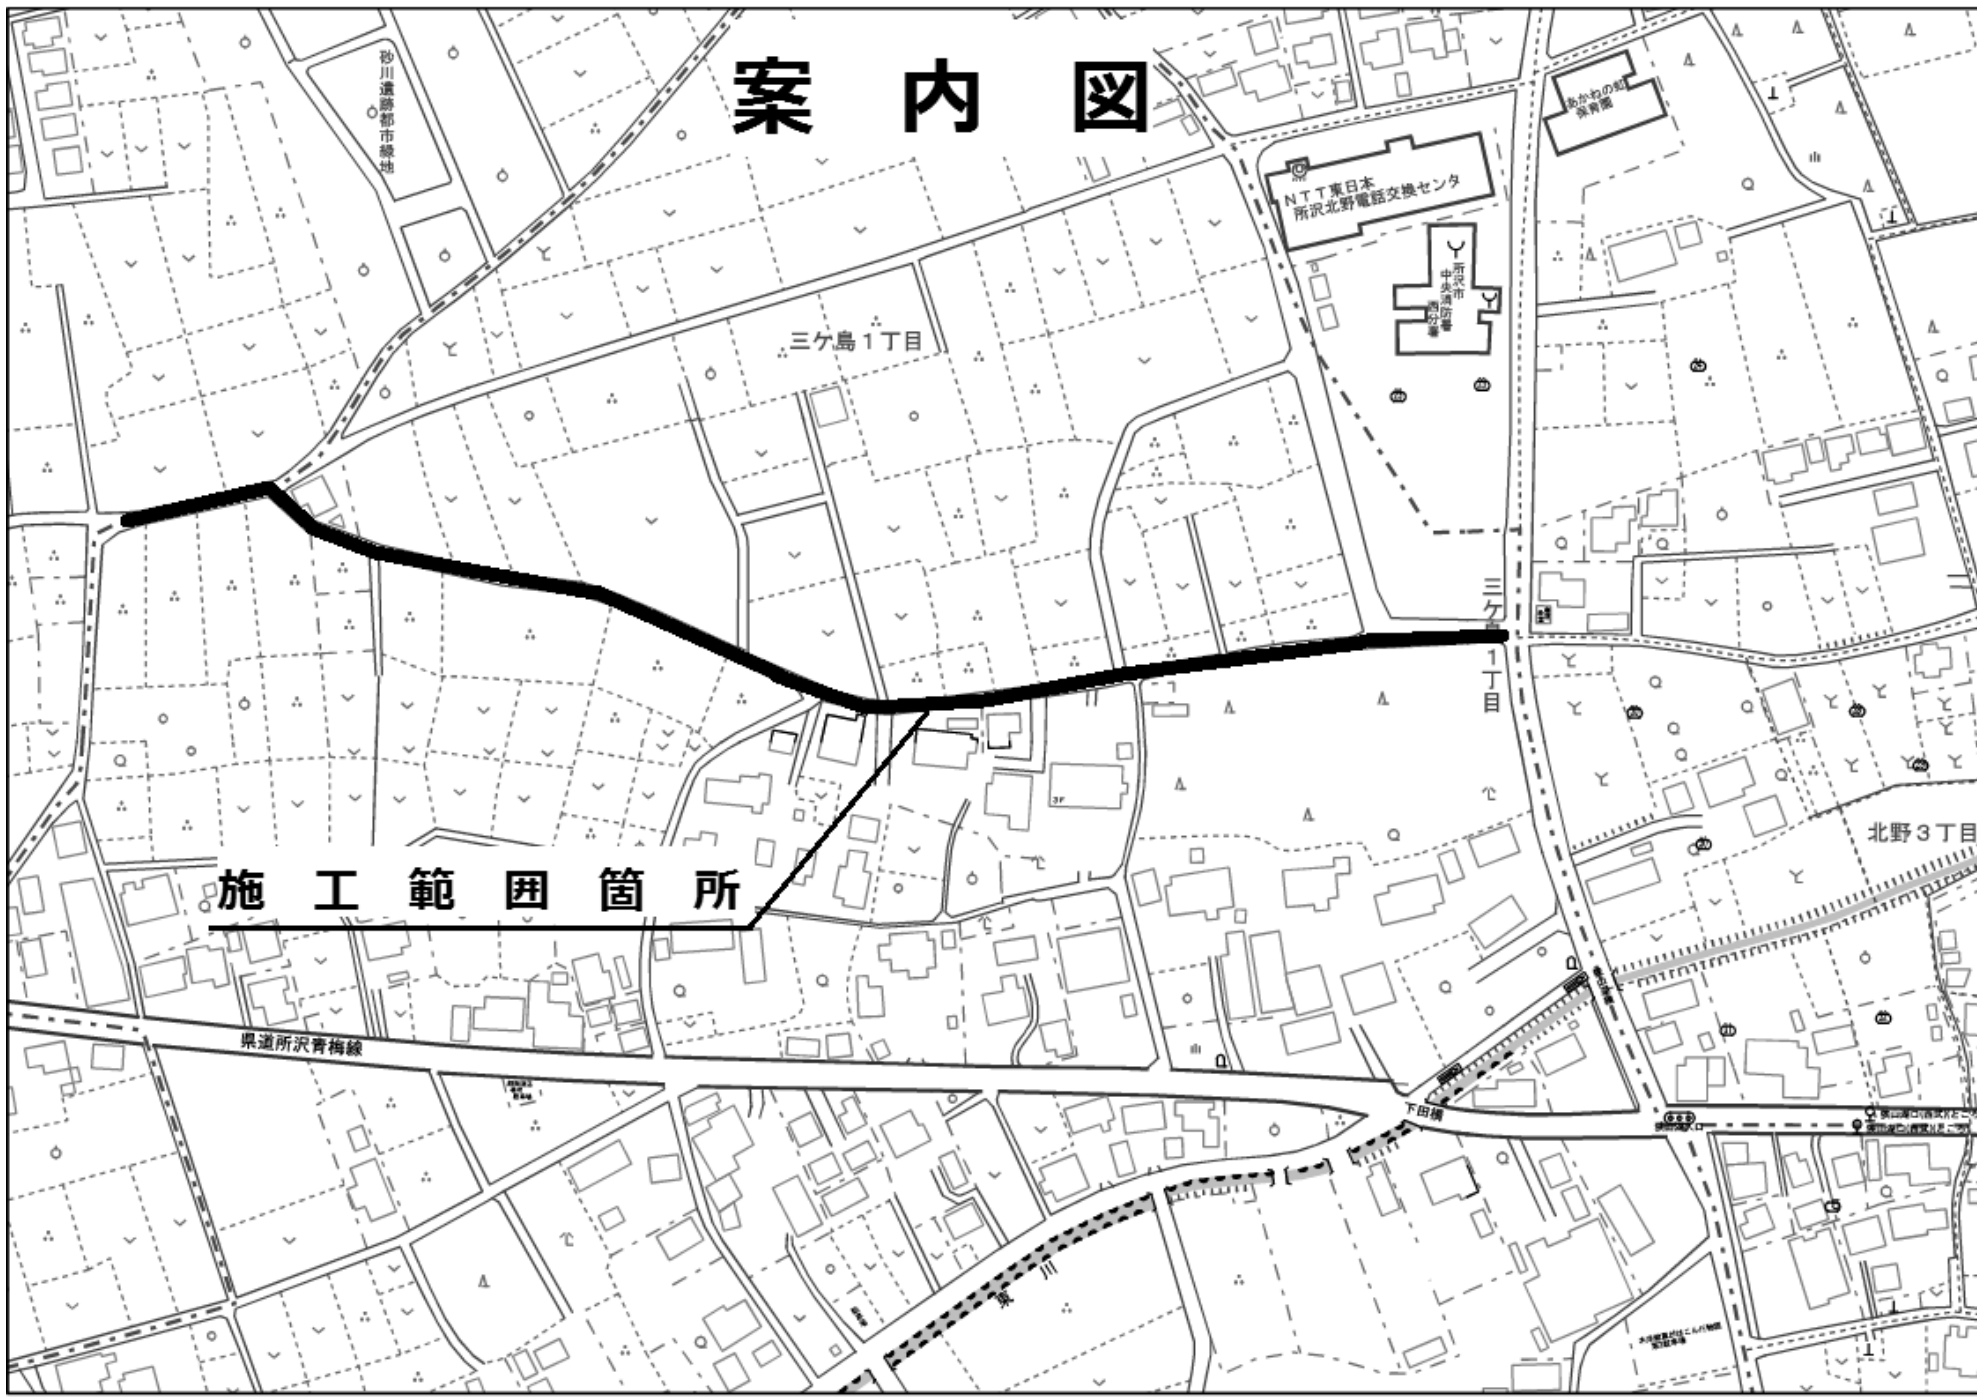 案内図
砂川遺跡都市緑地
あかねの虹
保育園
NTT東日本
所沢北野電話交換センタ
所沢市
中央消防署
西分署
三ケ島1丁目
三ケ島1丁目
3F
北野3丁目
施工範囲箇所
県道所沢青梅線
下田橋
東川